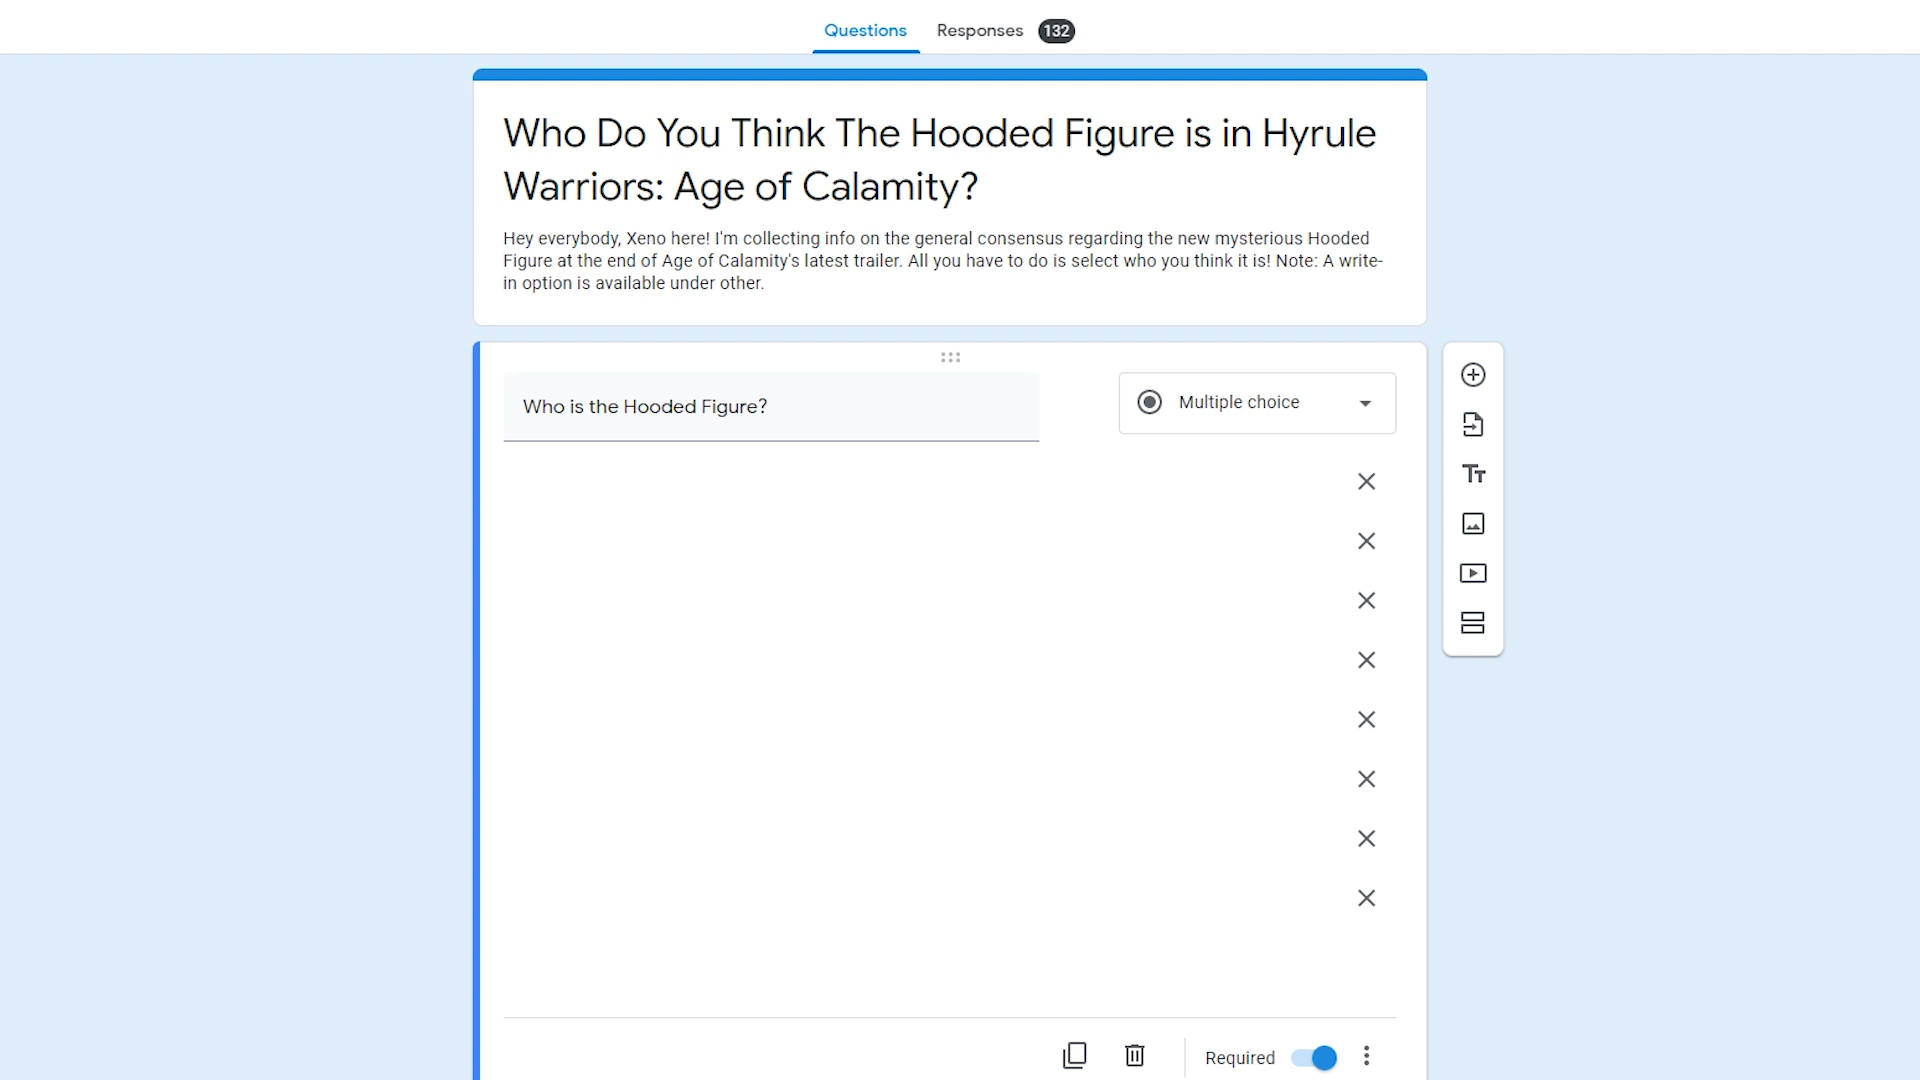 Questions Responses 132
Who Do You Think The Hooded Figure is in Hyrule
Warriors: Age of Calamity?
Hey everybody, Xeno here! I'm collecting info on the general consensus regarding the new mysterious Hooded
Figure at the end of Age of Calamity's latest trailer. All you have to do is select who you think it is! Note: A write-
in option is available under other.
Who is the Hooded Figure?
Multiple choice
Required